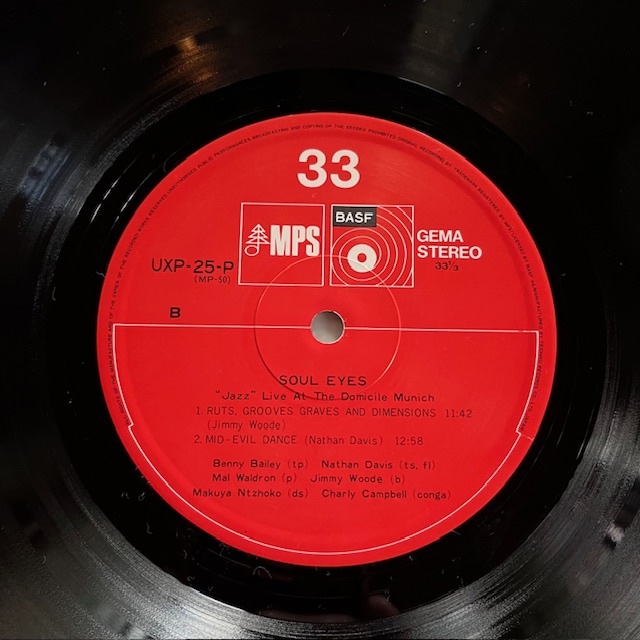 33
MPS
BASF
GEMA
STEREO
33⅓
UXP-25-P
(MP-50)
B
SOUL EYES
"Jazz" Live At The Domicile Munich
1. RUTS, GROOVES GRAVES AND DIMENSIONS 11:42
(Jimmy Woode)
2. MID-EVIL DANCE (Nathan Davis) 12:58
Benny Bailey (tp) Nathan Davis (ts, fl)
Mal Waldron (p) Jimmy Woode (b)
Makuya Ntzhoko (ds) Charly Campbell (conga)